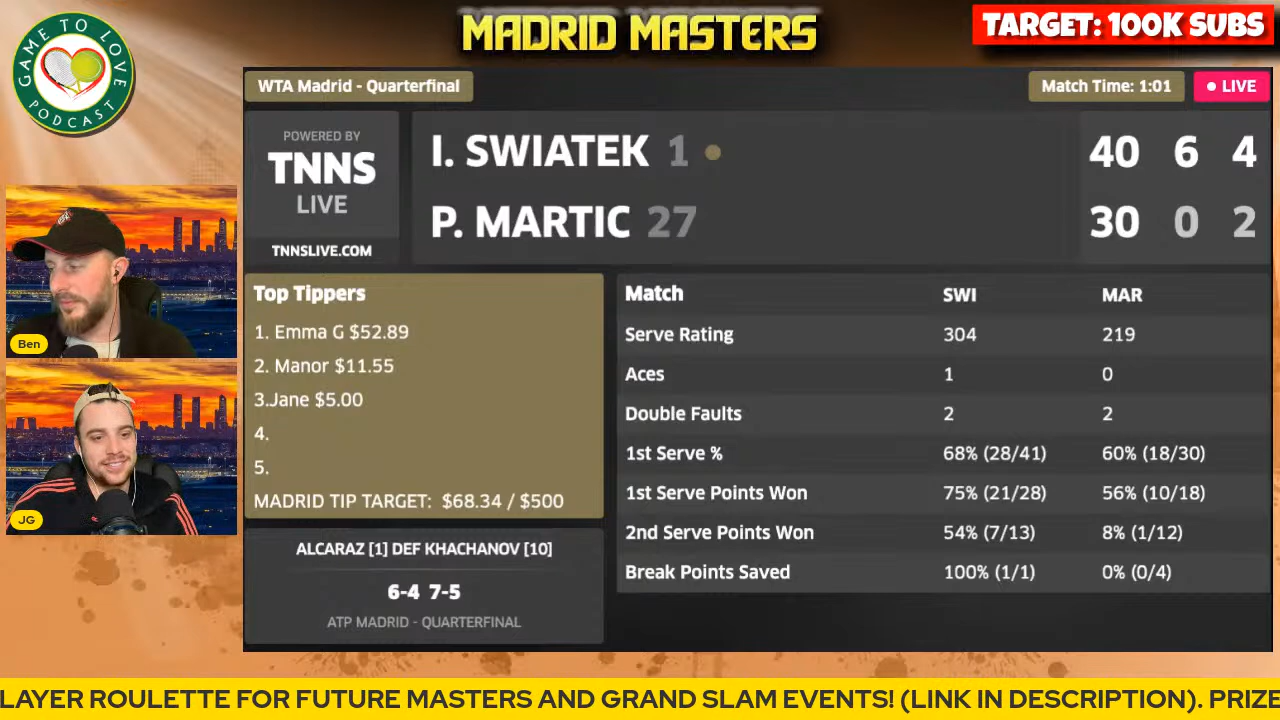 GAME TO LOVE
PODCAST
MADRID MASTERS
TARGET: 100K SUBS
WTA Madrid - Quarterfinal
Match Time: 1:01
LIVE
POWERED BY
TNNS
LIVE
TNNSLIVE.COM
I. SWIATEK 1 40 6 4
P. MARTIC 27 30 0 2
Ben
JG
Top Tippers
1. Emma G $52.89
2. Manor $11.55
3.Jane $5.00
4.
5.
MADRID TIP TARGET: $68.34 / $500
ALCARAZ [1] DEF KHACHANOV [10]
6-4 7-5
ATP MADRID - QUARTERFINAL
Match SWI MAR
Serve Rating 304 219
Aces 1 0
Double Faults 2 2
1st Serve % 68% (28/41) 60% (18/30)
1st Serve Points Won 75% (21/28) 56% (10/18)
2nd Serve Points Won 54% (7/13) 8% (1/12)
Break Points Saved 100% (1/1) 0% (0/4)
LAYER ROULETTE FOR FUTURE MASTERS AND GRAND SLAM EVENTS! (LINK IN DESCRIPTION). PRIZE